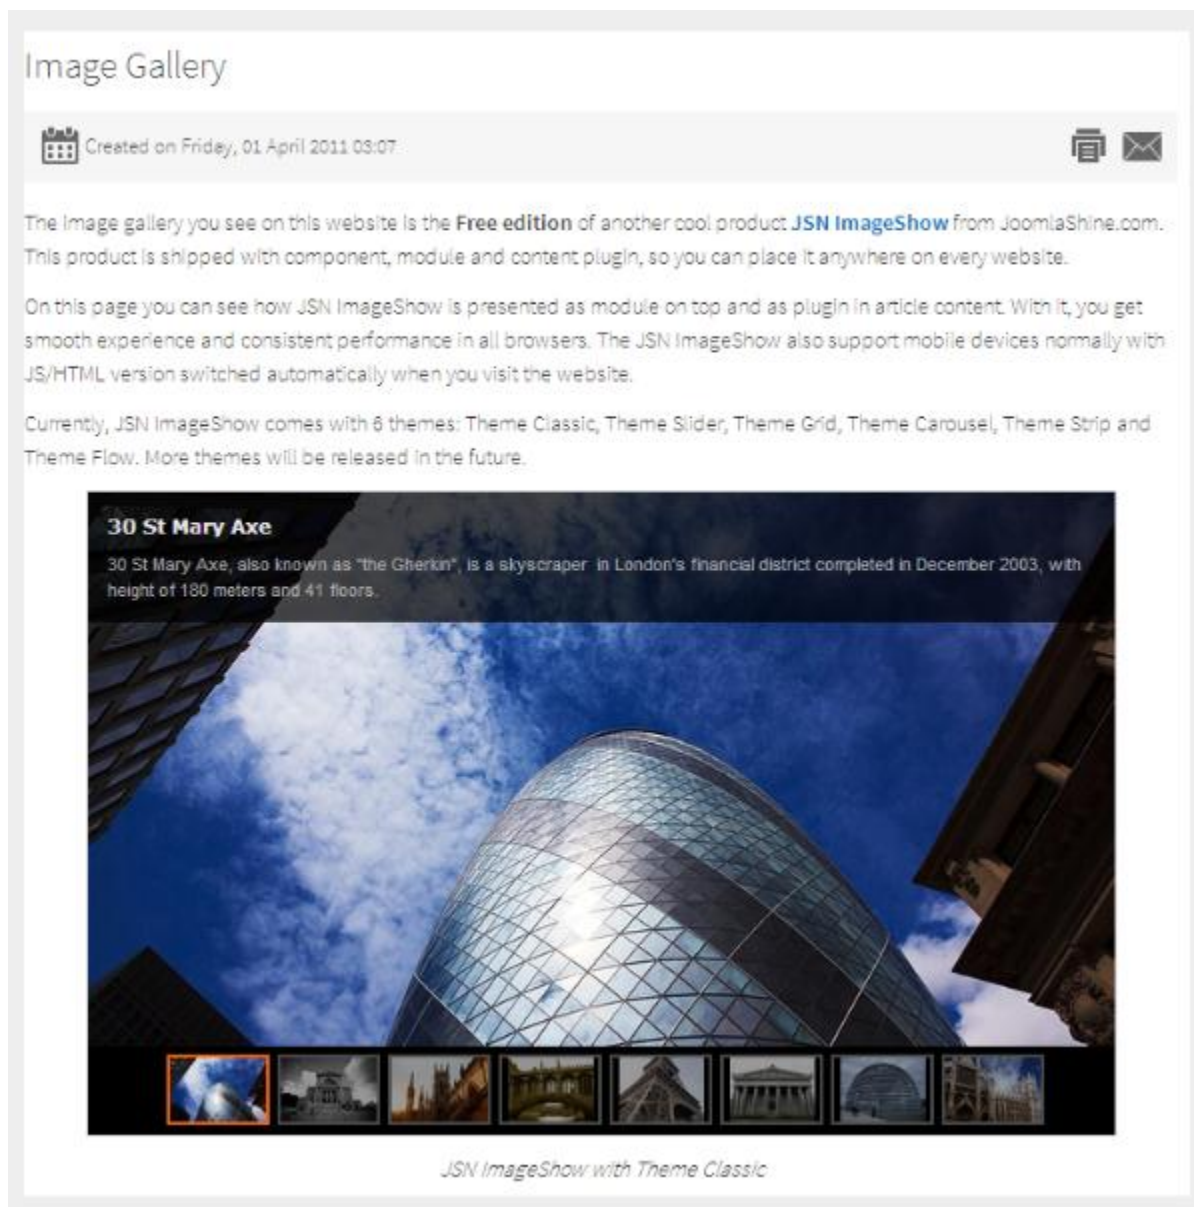 Image Gallery
Created on Friday, 01 April 2011 03:07
The image gallery you see on this website is the Free edition of another cool product JSN ImageShow from JoomlaShine.com.
This product is shipped with component, module and content plugin, so you can place it anywhere on every website.
On this page you can see how JSN ImageShow is presented as module on top and as plugin in article content. With it, you get
smooth experience and consistent performance in all browsers. The JSN ImageShow also support mobile devices normally with
JS/HTML version switched automatically when you visit the website.
Currently, JSN ImageShow comes with 6 themes: Theme Classic, Theme Slider, Theme Grid, Theme Carousel, Theme Strip and
Theme Flow. More themes will be released in the future.
30 St Mary Axe
30 St Mary Axe, also known as "the Gherkin", is a skyscraper in London's financial district completed in December 2003, with
height of 180 meters and 41 floors.
JSN ImageShow with Theme Classic